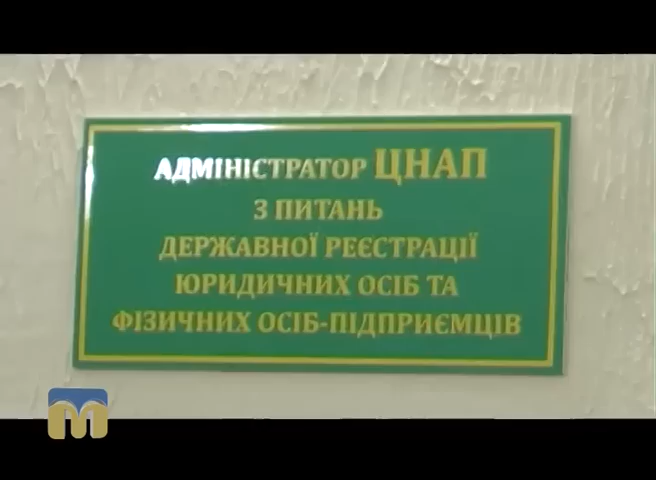 АДМІНІСТРАТОР ЦНАП
З ПИТАНЬ
ДЕРЖАВНОЇ РЕЄСТРАЦІЇ
ЮРИДИЧНИХ ОСІБ ТА
ФІЗИЧНИХ ОСІБ-ПІДПРИЄМЦІВ